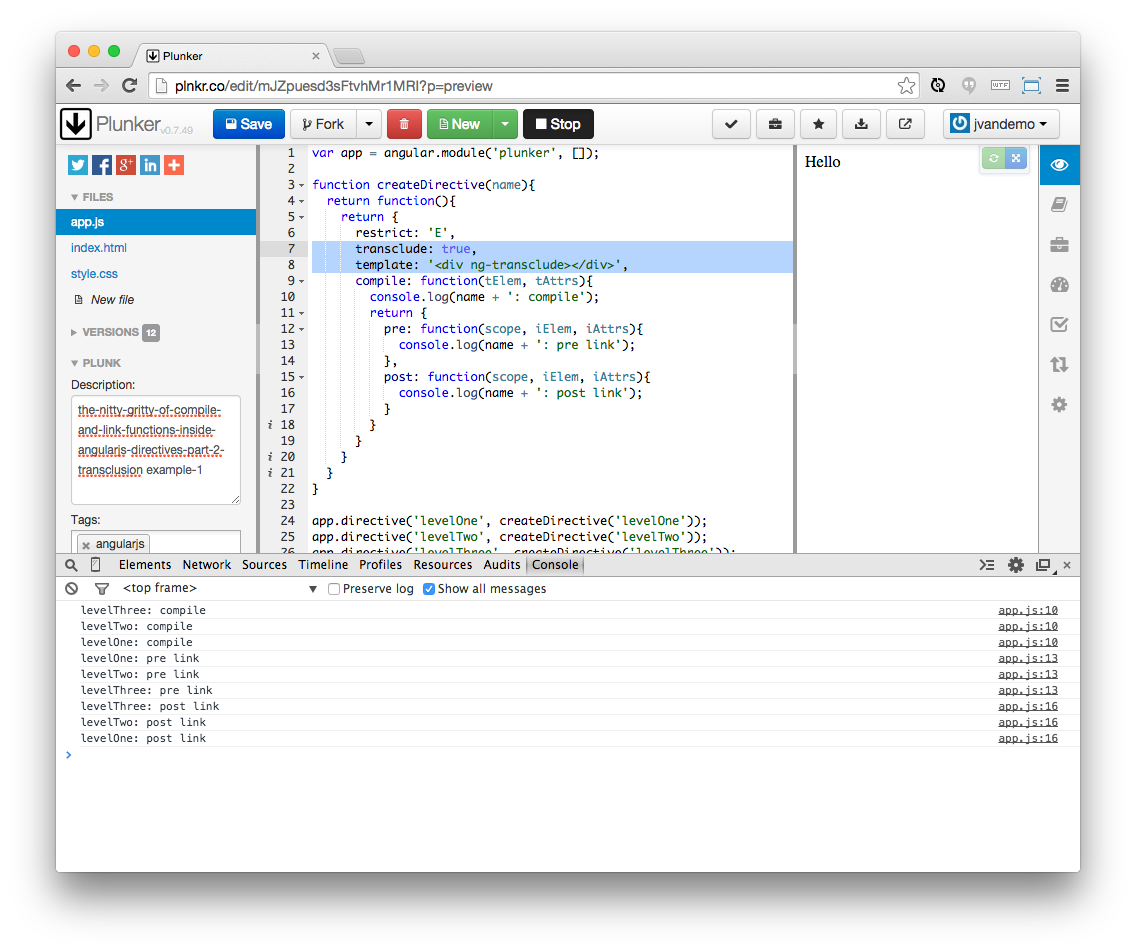 Plunker
plnkr.co/edit/mJZpuesd3sFtvhMr1MRI?p=preview
WTF
Plunker v0.7.49
Save
Fork
New
Stop
jvandemo
g+
in
FILES
app.js
index.html
style.css
New file
VERSIONS 12
PLUNK
Description:
the-nitty-gritty-of-compile-
and-link-functions-inside-
angularjs-directives-part-2-
transclusion example-1
Tags:
× angularjs
1 var app = angular.module('plunker', []);
2
3 function createDirective(name){
4 return function(){
5 return {
6 restrict: 'E',
7 transclude: true,
8 template: '<div ng-transclude></div>',
9 compile: function(tElem, tAttrs){
10 console.log(name + ': compile');
11 return {
12 pre: function(scope, iElem, iAttrs){
13 console.log(name + ': pre link');
14 },
15 post: function(scope, iElem, iAttrs){
16 console.log(name + ': post link');
17 }
i 18 }
19 }
i 20 }
i 21 }
22 }
23
24 app.directive('levelOne', createDirective('levelOne'));
25 app.directive('levelTwo', createDirective('levelTwo'));
26 app.directive('levelThree', createDirective('levelThree'));
Hello
Elements Network Sources Timeline Profiles Resources Audits Console
<top frame> Preserve log Show all messages
levelThree: compile app.js:10
levelTwo: compile app.js:10
levelOne: compile app.js:10
levelOne: pre link app.js:13
levelTwo: pre link app.js:13
levelThree: pre link app.js:13
levelThree: post link app.js:16
levelTwo: post link app.js:16
levelOne: post link app.js:16
>